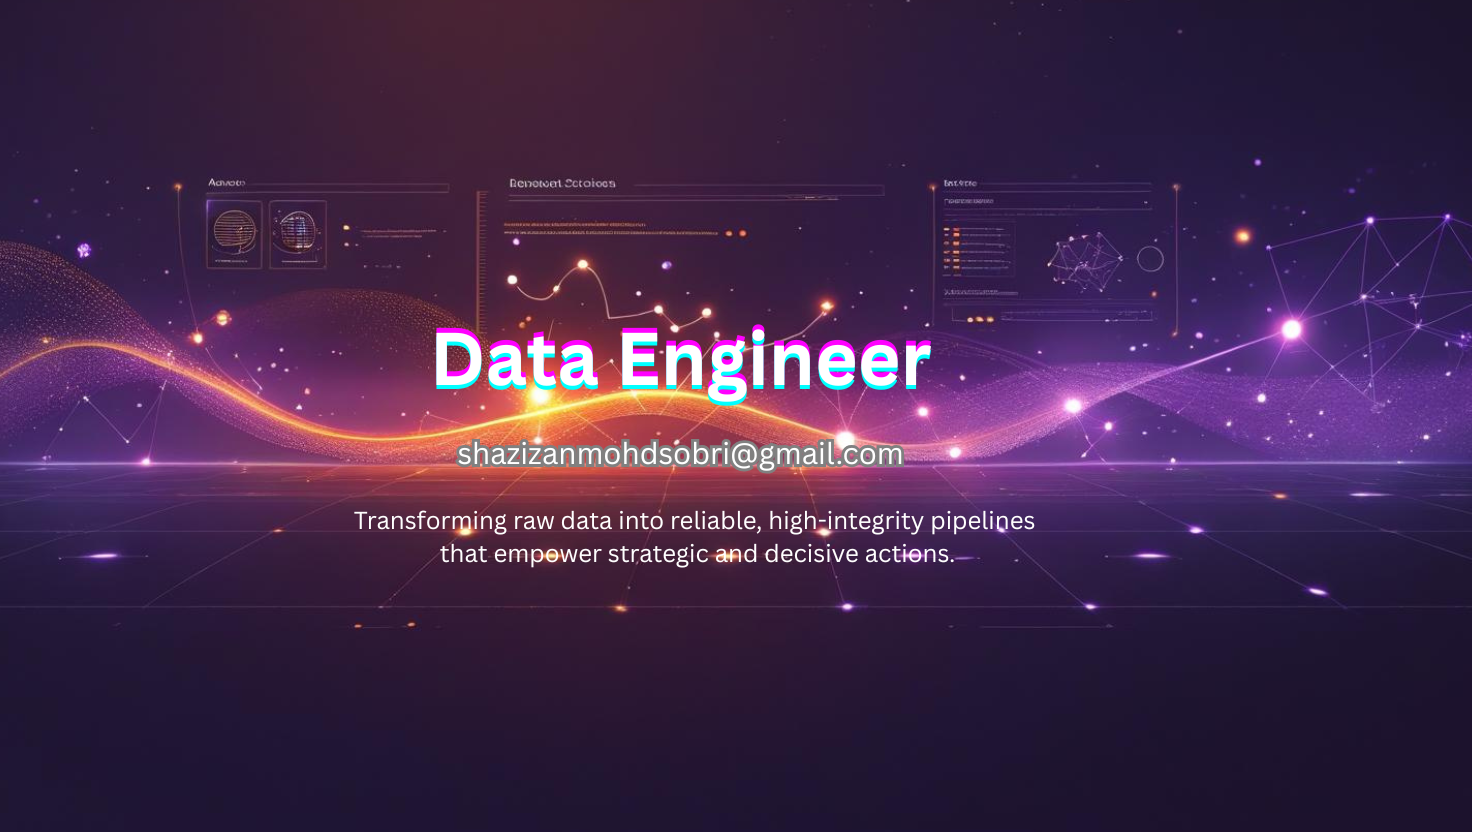 Data Engineer
shazizanmohdsobri@gmail.com
Transforming raw data into reliable, high-integrity pipelines
that empower strategic and decisive actions.